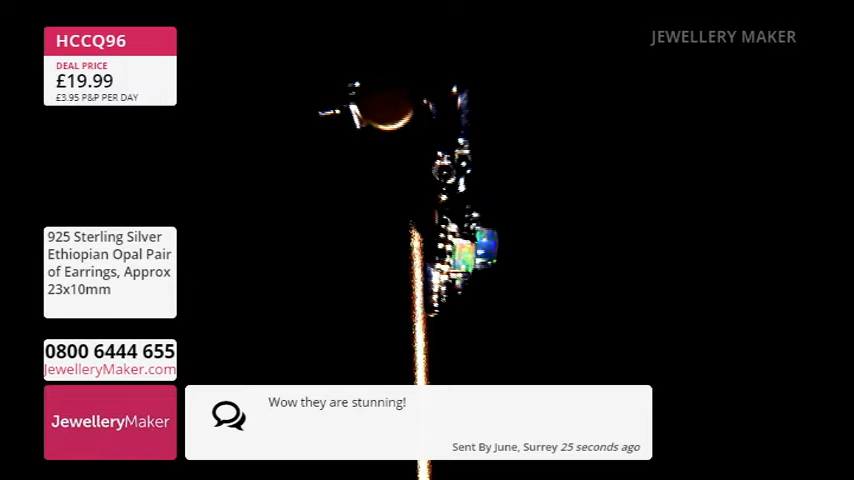 HCCQ96
DEAL PRICE
£19.99
£3.95 P&P PER DAY
JEWELLERY MAKER
925 Sterling Silver
Ethiopian Opal Pair
of Earrings, Approx
23x10mm
0800 6444 655
JewelleryMaker.com
JewelleryMaker
Wow they are stunning!
Sent By June, Surrey 25 seconds ago